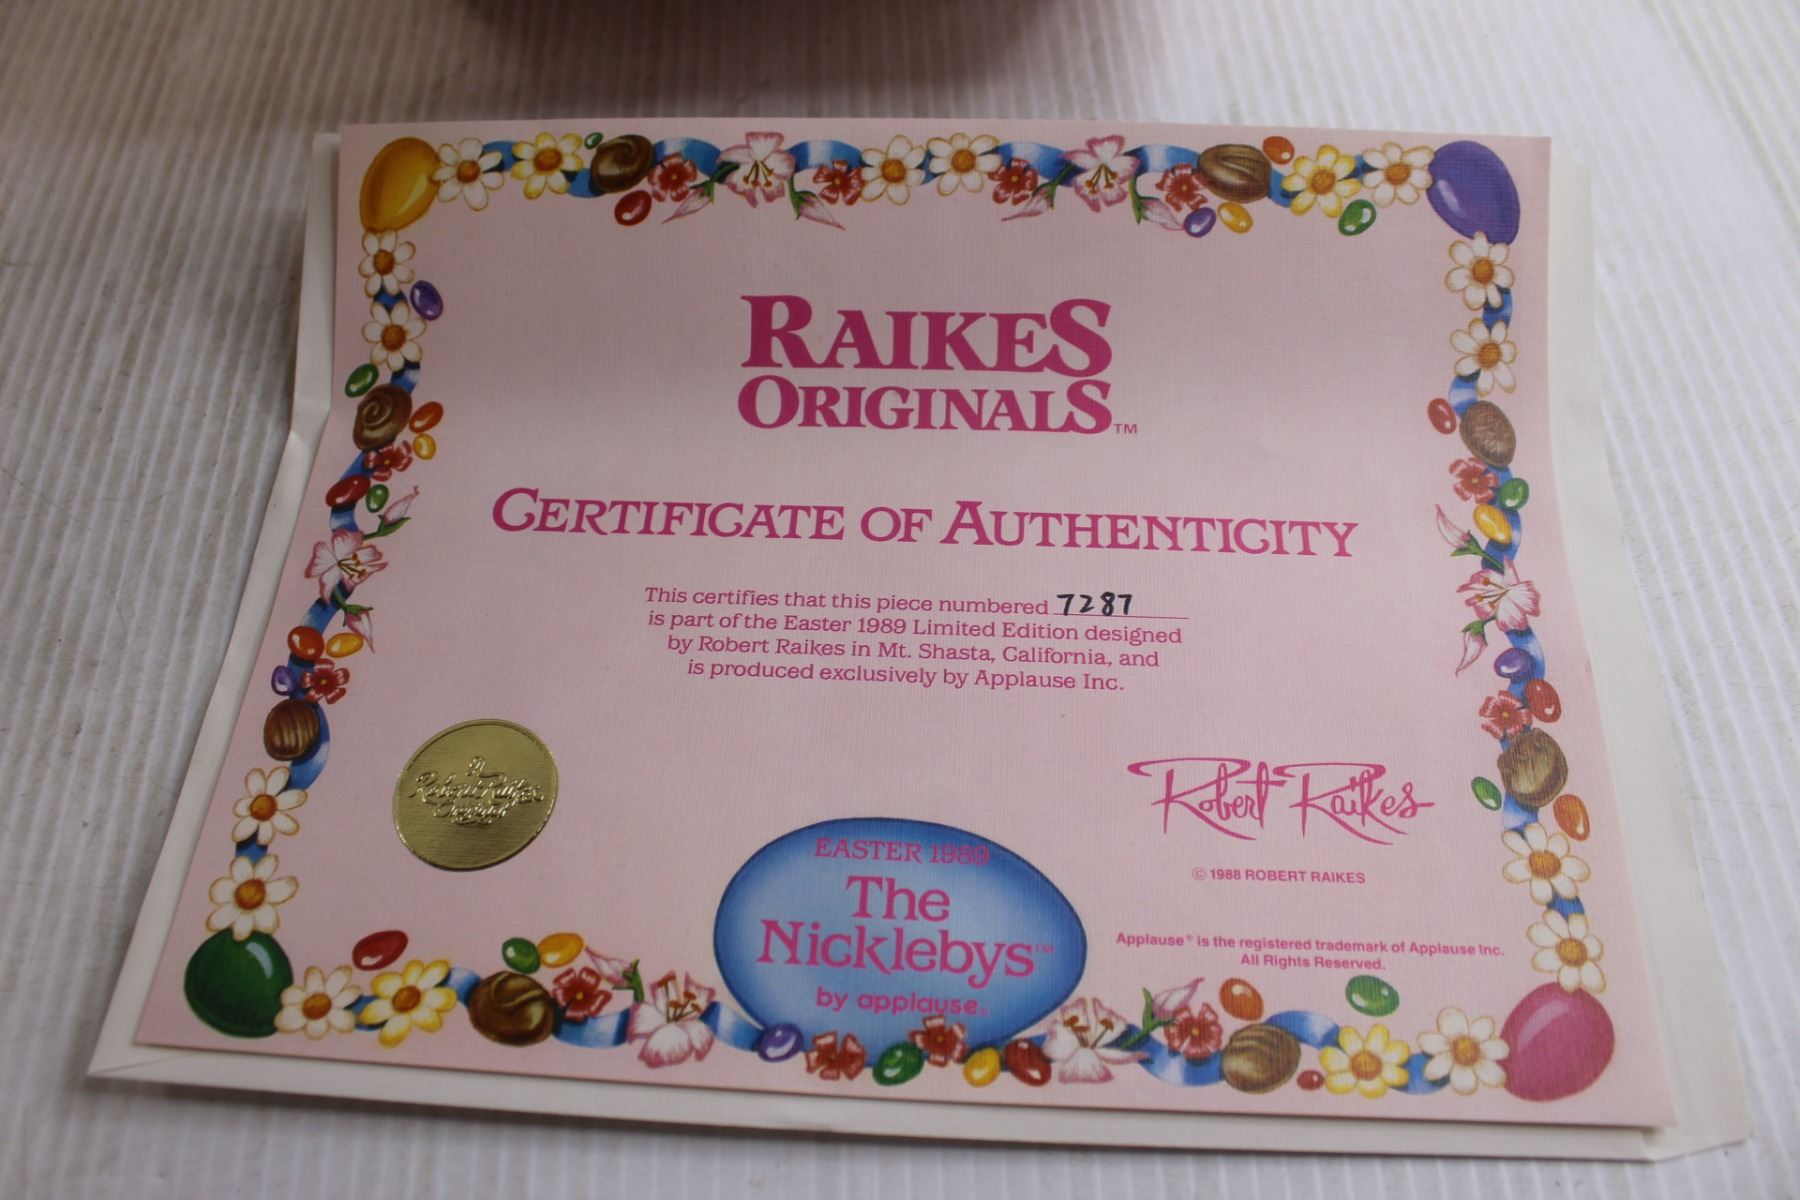 RAIKES
ORIGINALS™
CERTIFICATE OF AUTHENTICITY
This certifies that this piece numbered 7287
is part of the Easter 1989 Limited Edition designed
by Robert Raikes in Mt. Shasta, California, and
is produced exclusively by Applause Inc.
A
Robert Raikes
Original
Robert Raikes
© 1988 ROBERT RAIKES
EASTER 1989
The
Nicklebys™
by applause®
Applause® is the registered trademark of Applause Inc.
All Rights Reserved.